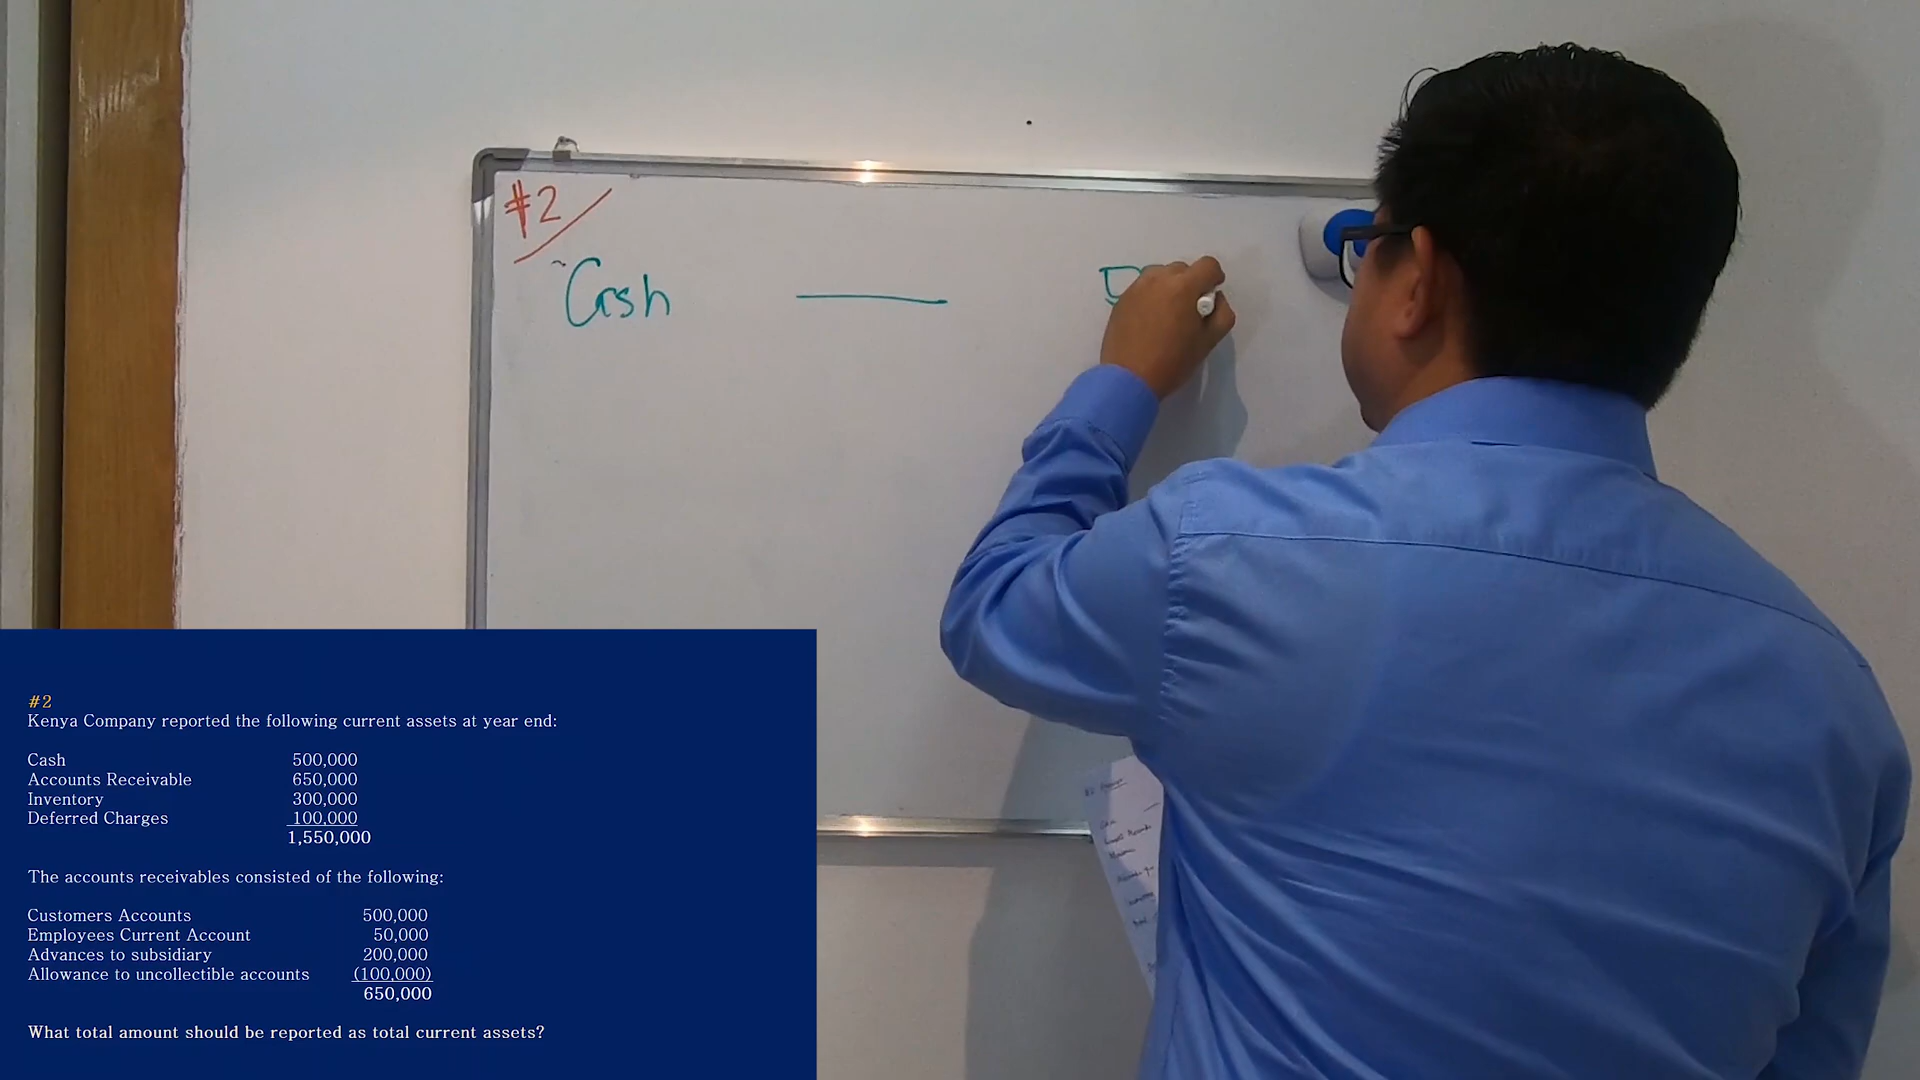 #2
Cash
#2
Kenya Company reported the following current assets at year end:
Cash 500,000
Accounts Receivable 650,000
Inventory 300,000
Deferred Charges 100,000
1,550,000
The accounts receivables consisted of the following:
Customers Accounts 500,000
Employees Current Account 50,000
Advances to subsidiary 200,000
Allowance to uncollectible accounts (100,000)
650,000
What total amount should be reported as total current assets?